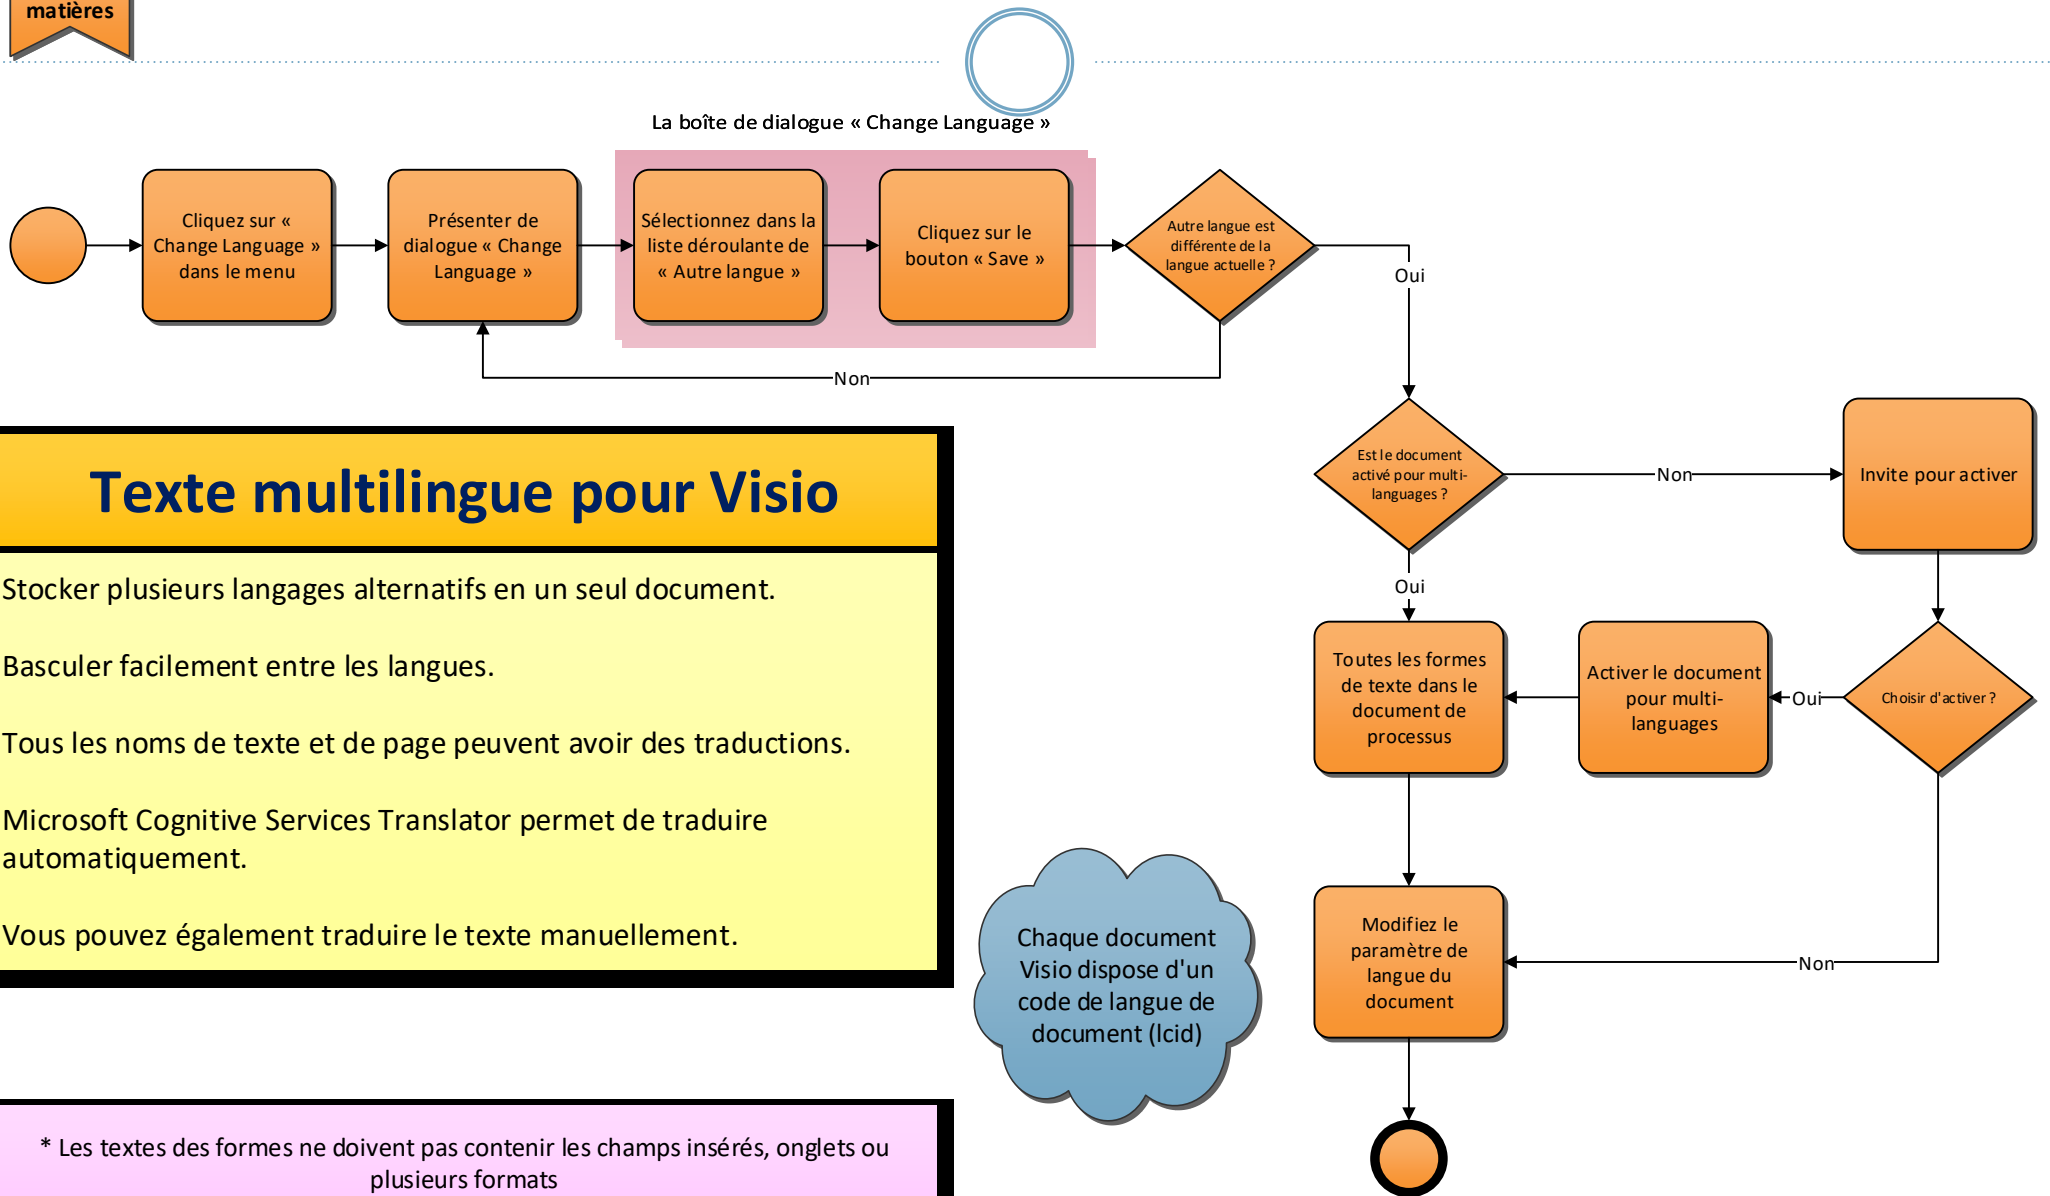 matières
La boîte de dialogue « Change Language »
Cliquez sur «
Change Language »
dans le menu
Présenter de
dialogue « Change
Language »
Sélectionnez dans la
liste déroulante de
« Autre langue »
Cliquez sur le
bouton « Save »
Autre langue est
différente de la
langue actuelle ?
Oui
Non
Est le document
activé pour multi-
languages ?
Non
Invite pour activer
Oui
Toutes les formes
de texte dans le
document de
processus
Activer le document
pour multi-
languages
Oui
Choisir d'activer ?
Modifiez le
paramètre de
langue du
document
Non
Texte multilingue pour Visio
Stocker plusieurs langages alternatifs en un seul document.
Basculer facilement entre les langues.
Tous les noms de texte et de page peuvent avoir des traductions.
Microsoft Cognitive Services Translator permet de traduire
automatiquement.
Vous pouvez également traduire le texte manuellement.
Chaque document
Visio dispose d'un
code de langue de
document (lcid)
* Les textes des formes ne doivent pas contenir les champs insérés, onglets ou
plusieurs formats